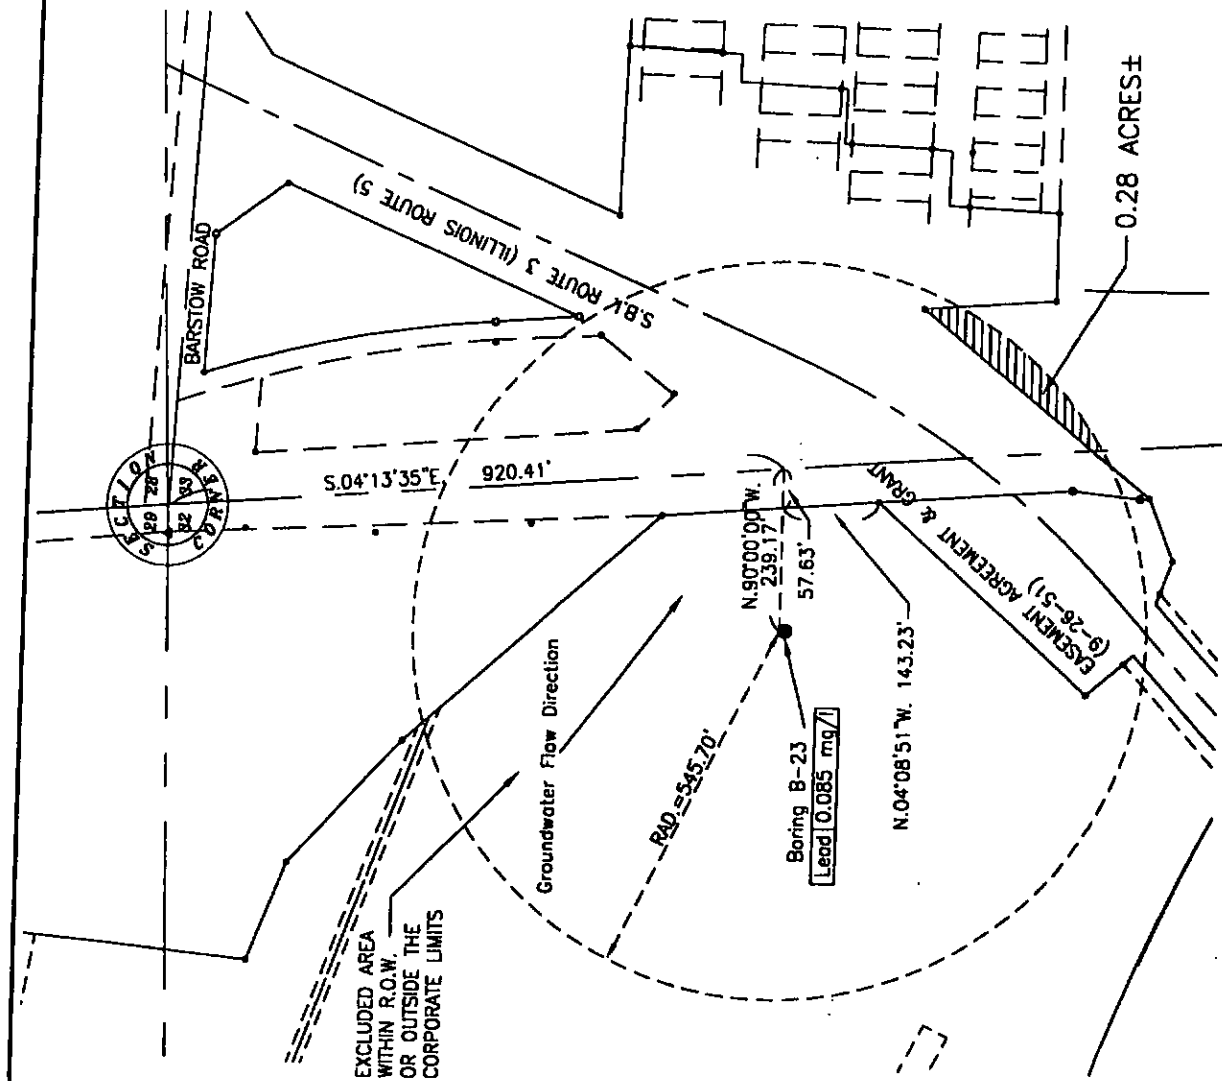 SECTION
CORNER
29
28
32
33
BARSTOW ROAD
S.B.I. ROUTE 3 (ILLINOIS ROUTE 5)
0.28 ACRES±
S.04°13'35"E. 920.41'
N.90°00'00"W.
239.17'
57.63'
EASEMENT AGREEMENT & GRANT
(9-26-51)
Groundwater Flow Direction
RAD.=545.70'
Boring B-23
Lead 0.085 mg/l
N.04°08'51"W. 143.23'
EXCLUDED AREA
WITHIN R.O.W.
OR OUTSIDE THE
CORPORATE LIMITS